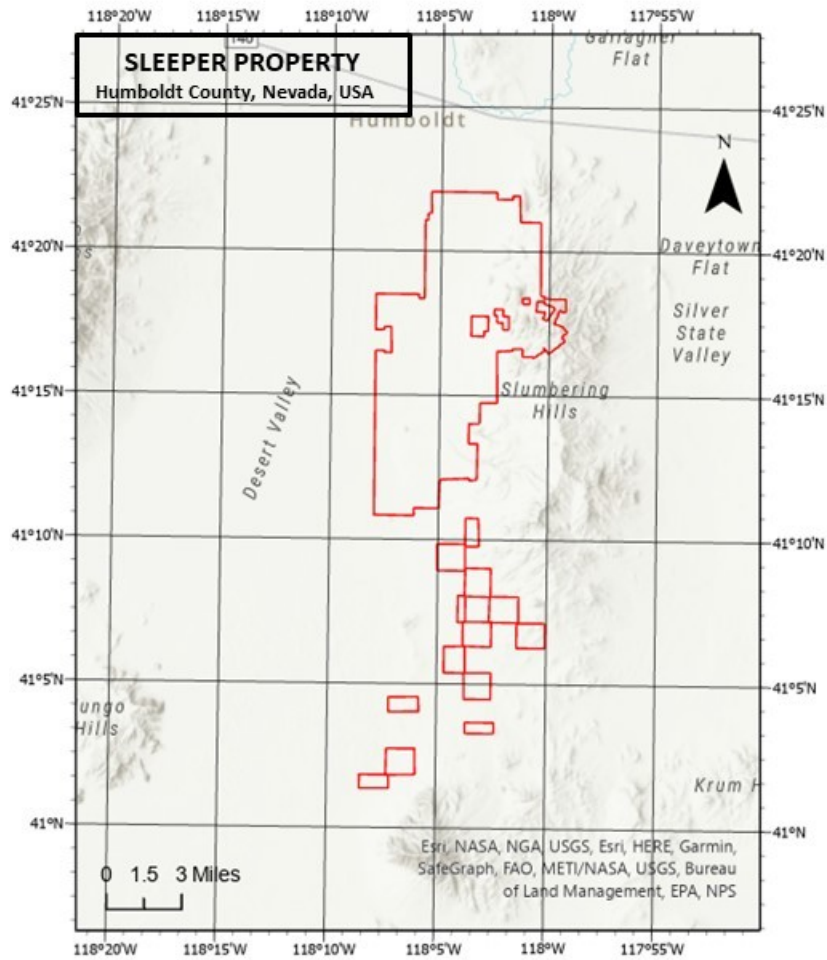 118°20'W 118°15'W 118°10'W 118°5'W 118°W 117°55'W
140
SLEEPER PROPERTY
Humboldt County, Nevada, USA
Gallagher
Flat
41°25'N 41°25'N
Humboldt
N
41°20'N 41°20'N
Daveytown
Flat
Silver
State
Valley
41°15'N 41°15'N
Slumbering
Hills
Desert Valley
41°10'N 41°10'N
41°5'N 41°5'N
ungo
Hills
Krum H
41°N 41°N
Esri, NASA, NGA, USGS, Esri, HERE, Garmin,
SafeGraph, FAO, METI/NASA, USGS, Bureau
of Land Management, EPA, NPS
0 1.5 3 Miles
118°20'W 118°15'W 118°10'W 118°5'W 118°W 117°55'W